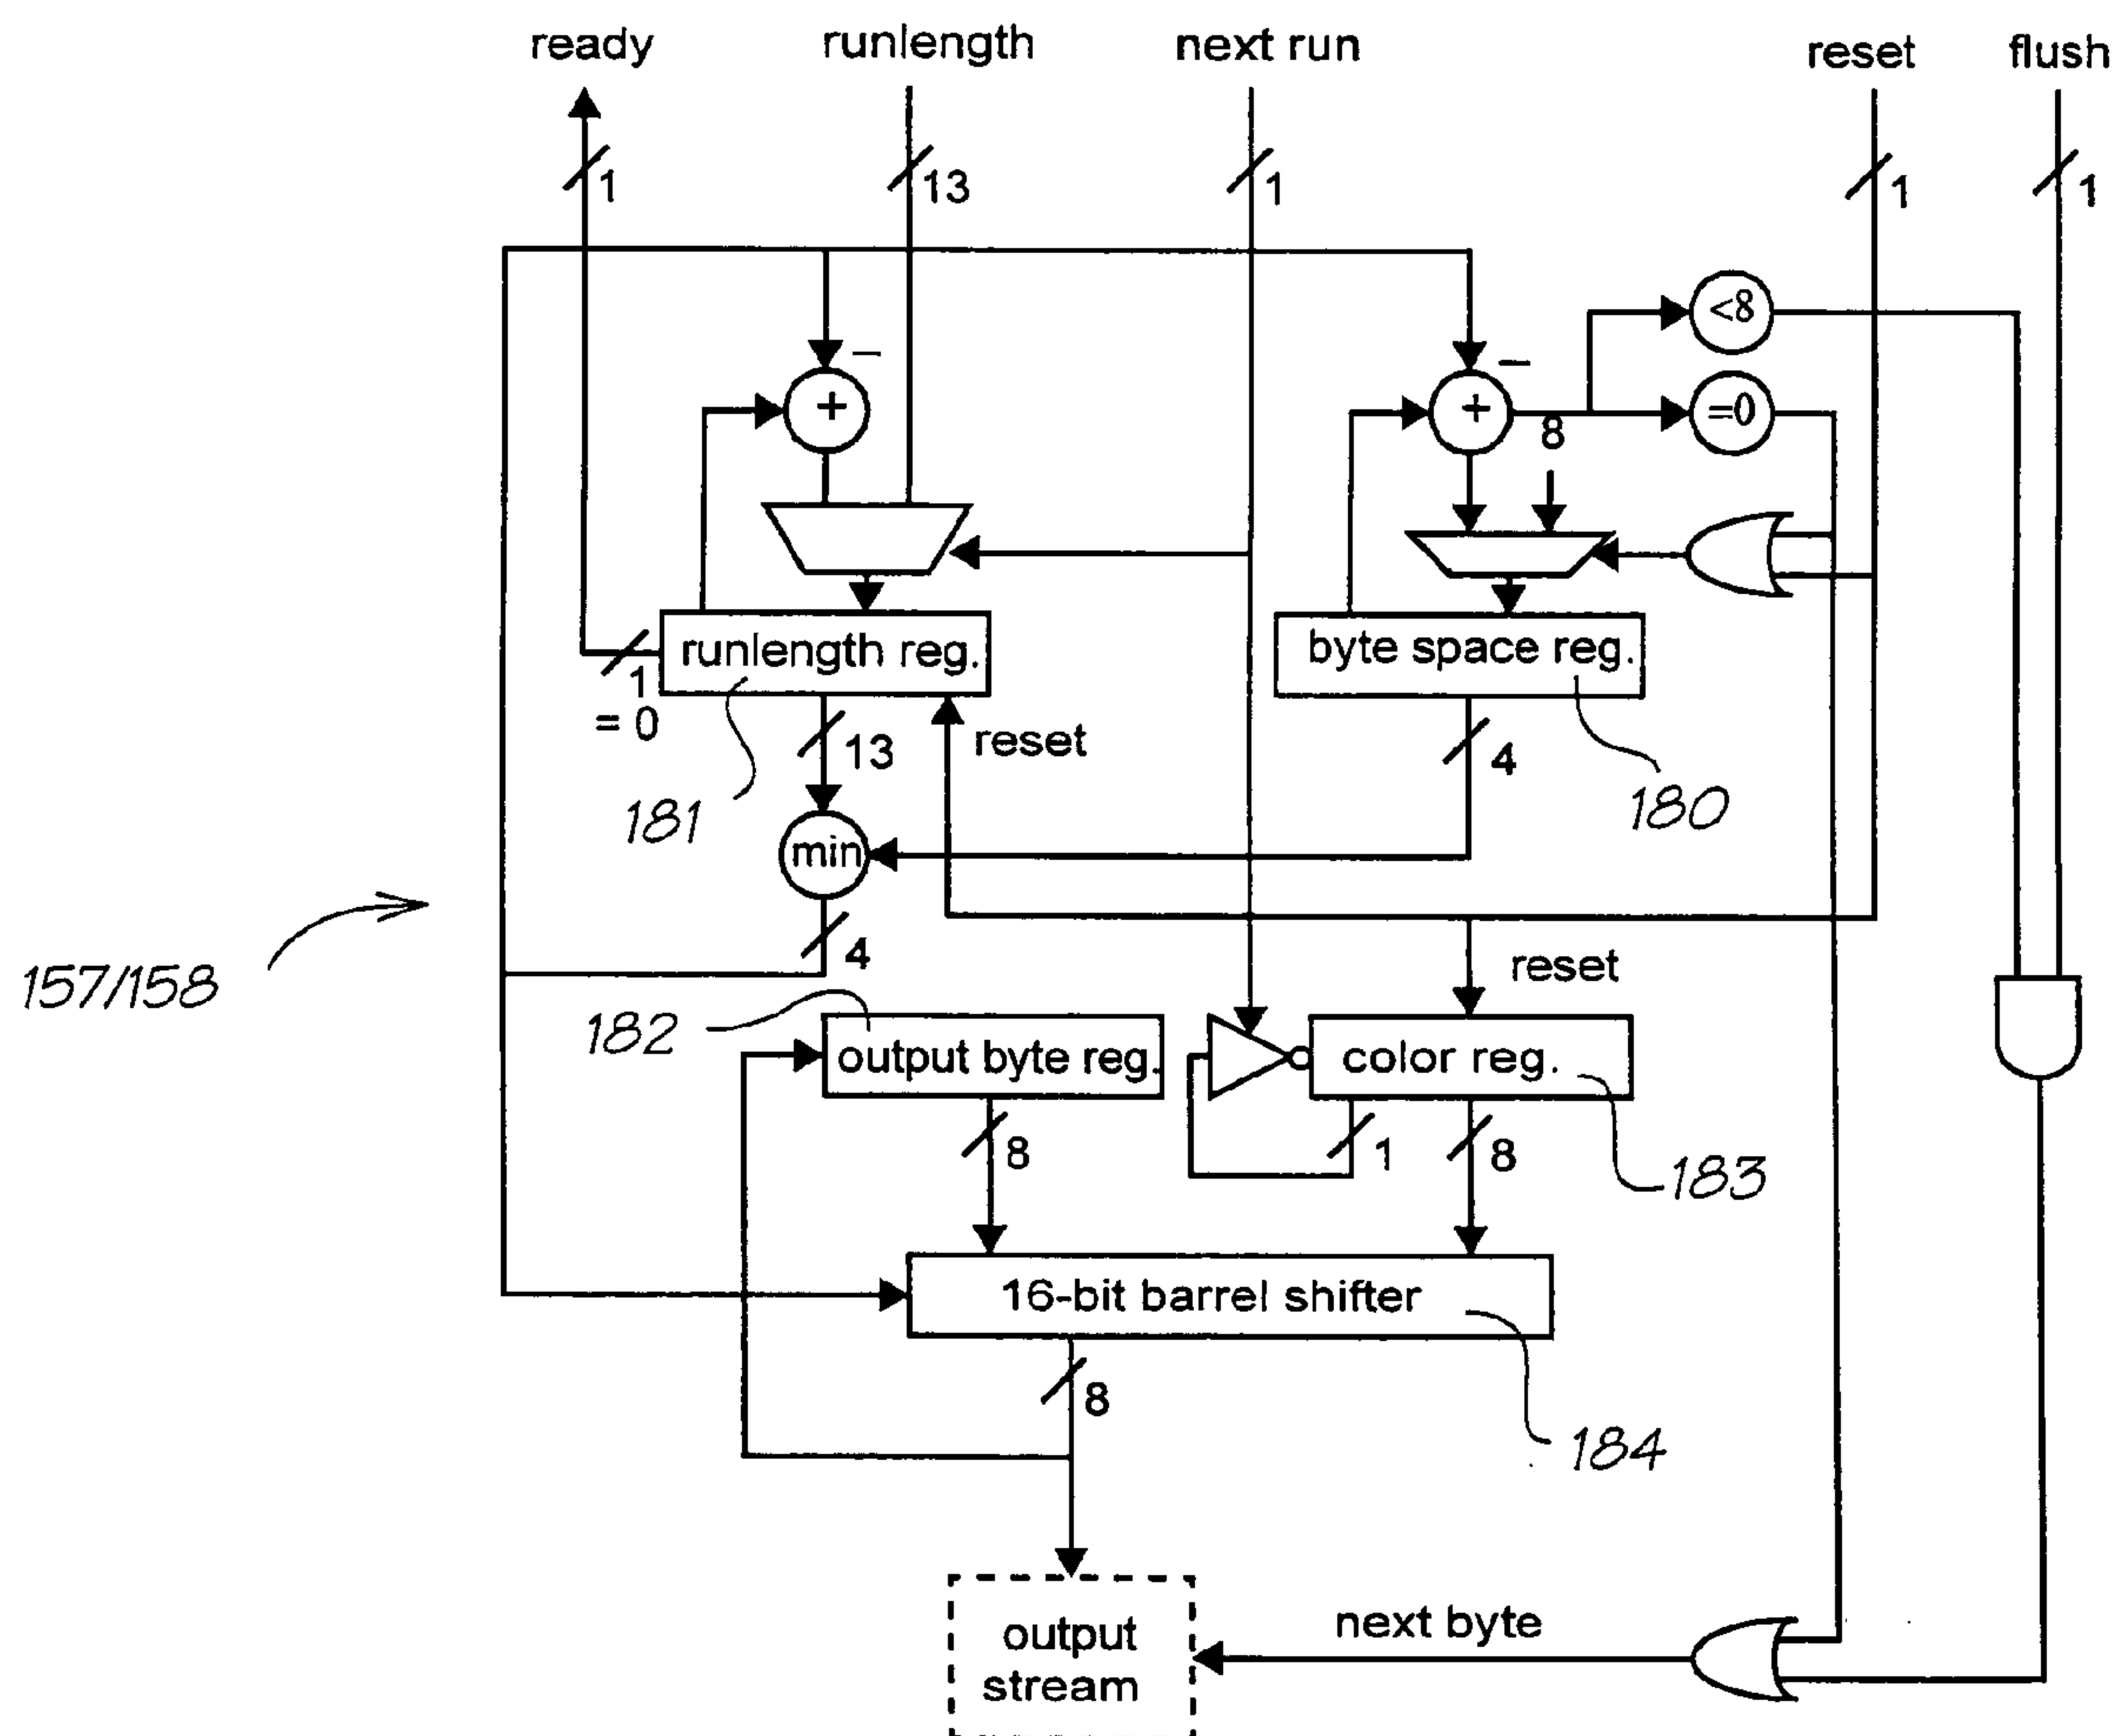 ready
runlength
next run
reset
flush
1
13
1
1
1
<8
−
−
+
+
=0
8
runlength reg.
byte space reg.
1
= 0
13
reset
4
181
180
min
4
reset
157/158
182
output byte reg.
color reg.
8
1
8
183
16-bit barrel shifter
8
184
next byte
output
stream